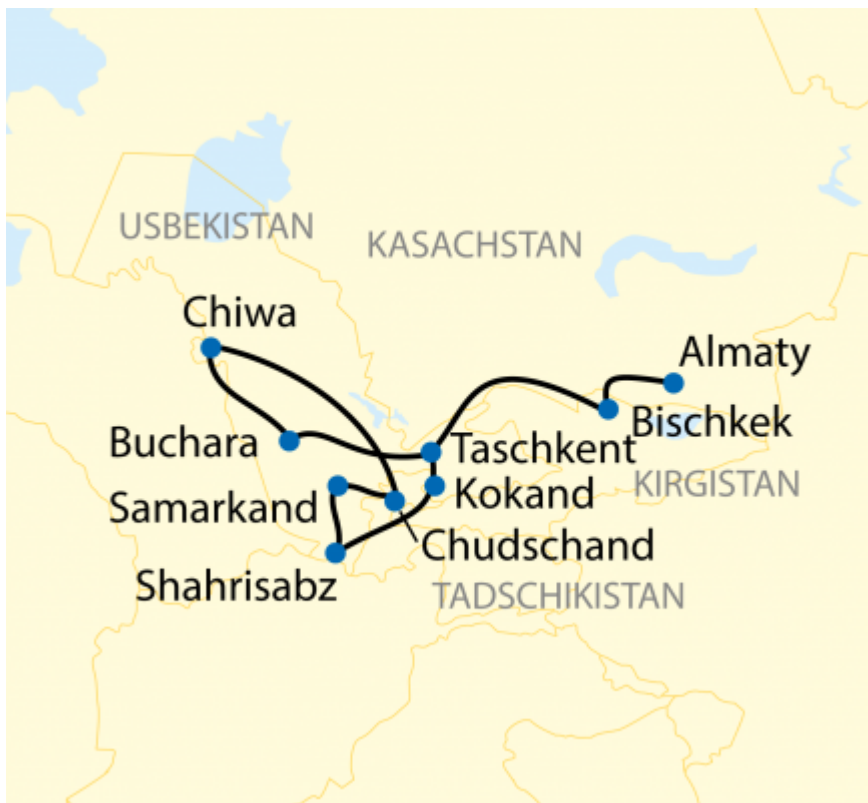 USBEKISTAN
KASACHSTAN
Chiwa
Almaty
Bischkek
Buchara
Taschkent
Samarkand
Kokand
KIRGISTAN
Chudschand
Shahrisabz
TADSCHIKISTAN